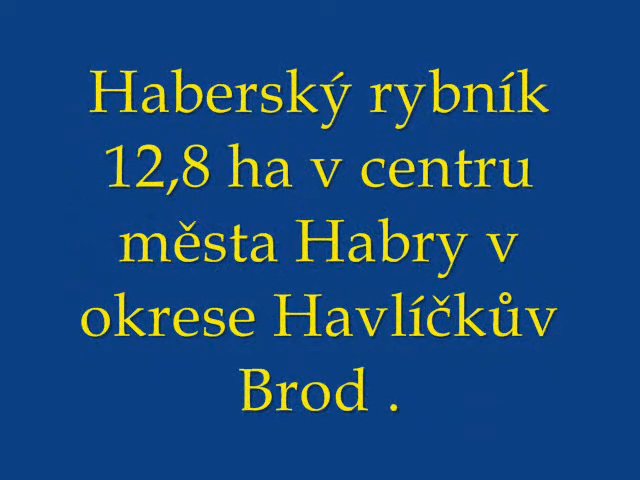 Haberský rybník
12,8 ha v centru
města Habry v
okrese Havlíčkův
Brod .